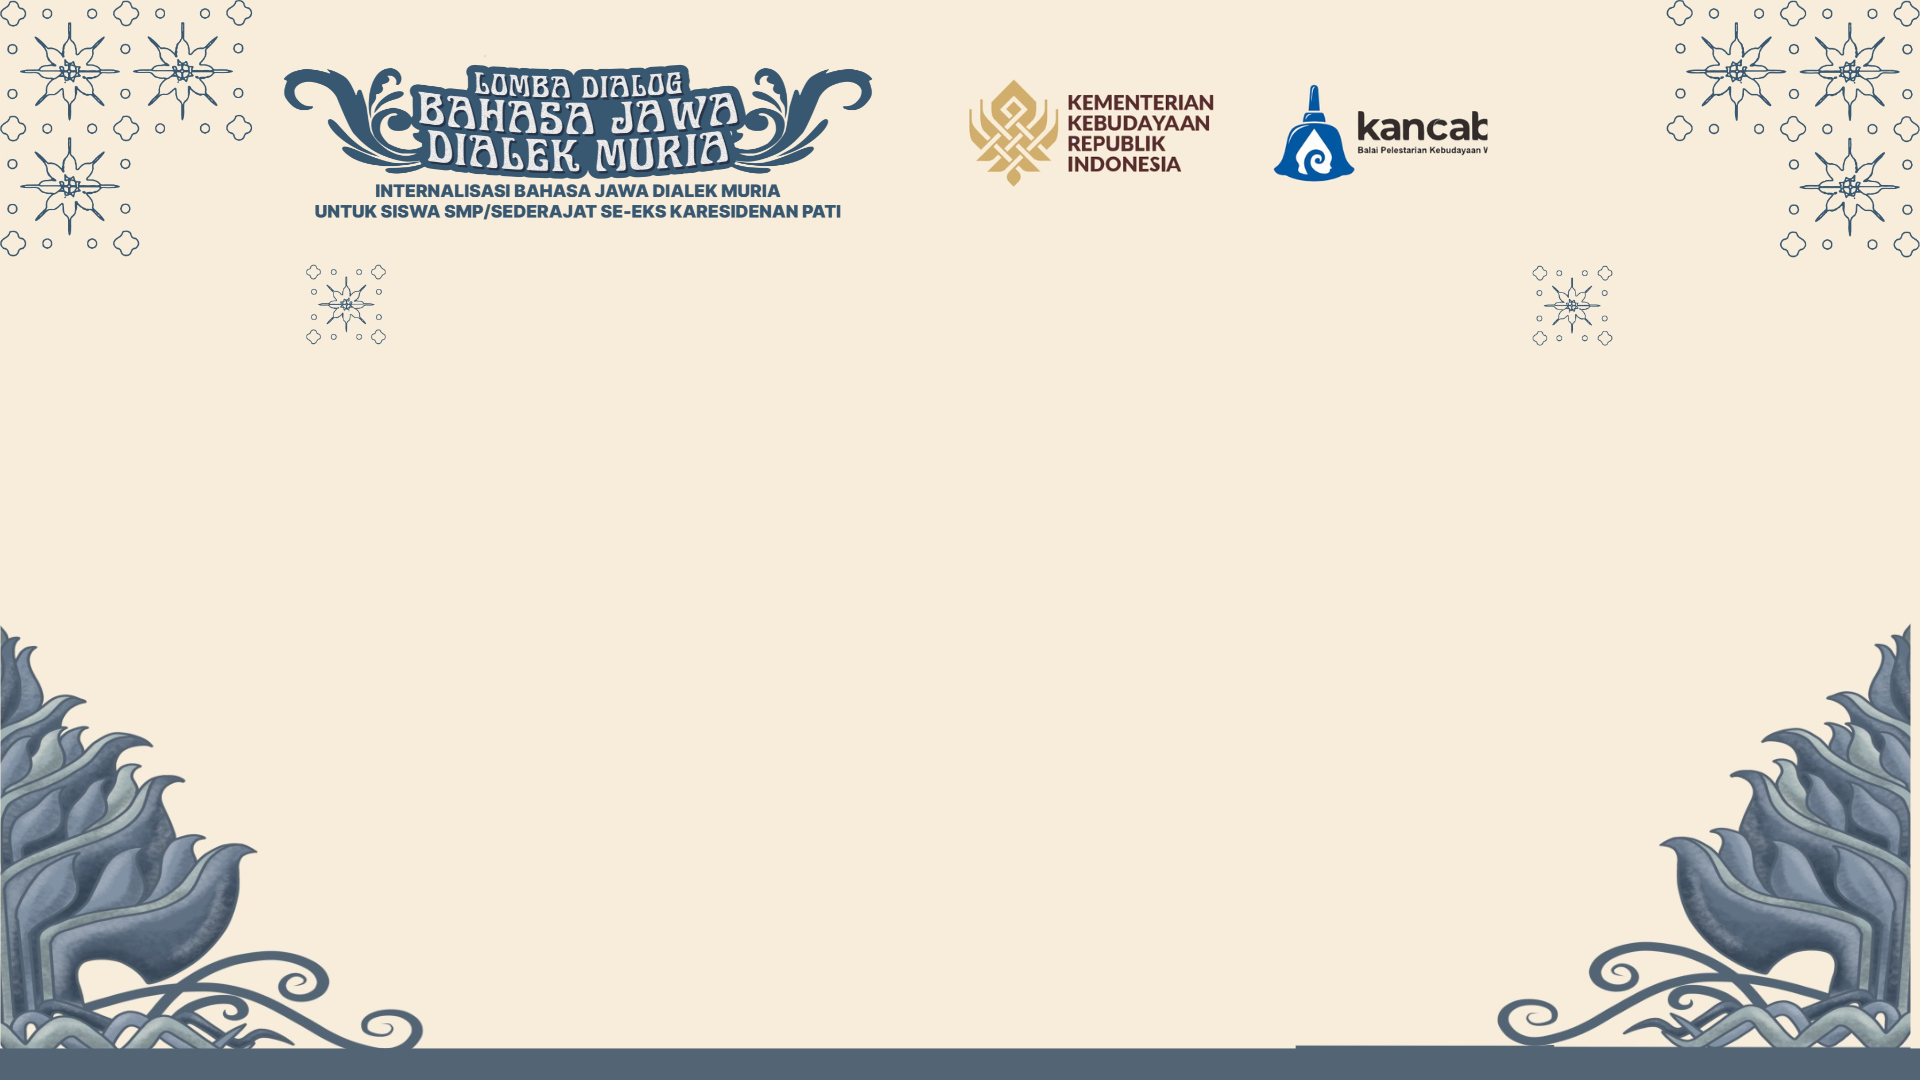 LOMBA DIALOG
BAHASA JAWA
DIALEK MURIA
INTERNALISASI BAHASA JAWA DIALEK MURIA
UNTUK SISWA SMP/SEDERAJAT SE-EKS KARESIDENAN PATI
KEMENTERIAN
KEBUDAYAAN
REPUBLIK
INDONESIA
kancab
Balai Pelestarian Kebudayaan W